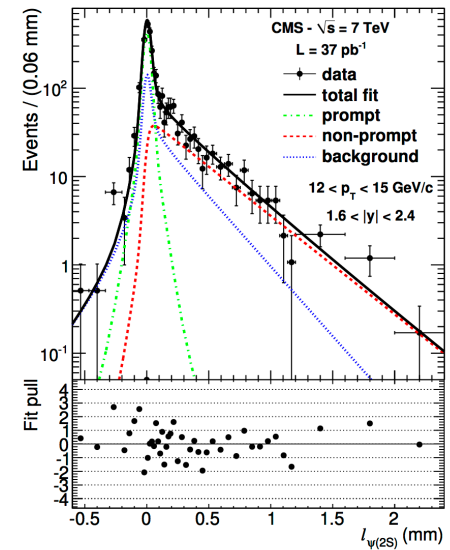 CMS - √s = 7 TeV
L = 37 pb⁻¹
data
total fit
prompt
non-prompt
background
12 < p_T < 15 GeV/c
1.6 < |y| < 2.4
Events / (0.06 mm)
10²
10
1
10⁻¹
Fit pull
4
3
2
1
0
-1
-2
-3
-4
-0.5 0 0.5 1 1.5 2
l_ψ(2S) (mm)